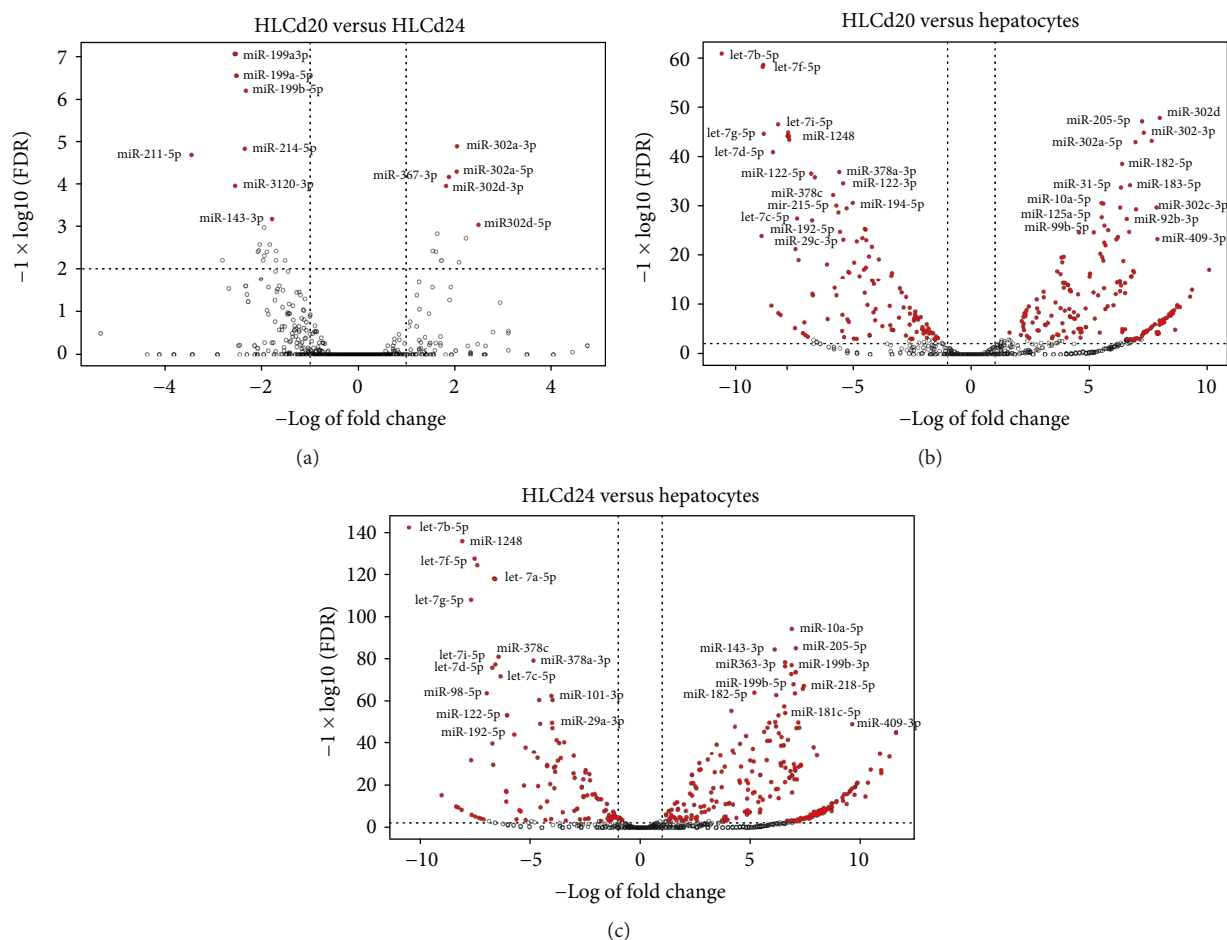 HLCd20 versus HLCd24
7
6
5
4
3
2
1
0
−1 × log10 (FDR)
miR-199a3p
miR-199a-5p
miR-199b-5p
miR-214-5p
miR-211-5p
miR-3120-3p
miR-143-3p
miR-302a-3p
miR-367-3p
miR-302a-5p
miR-302d-3p
miR302d-5p
−4
−2
0
2
4
−Log of fold change
(a)
HLCd20 versus hepatocytes
60
50
40
30
20
10
0
−1 × log10 (FDR)
let-7b-5p
let-7f-5p
let-7i-5p
let-7g-5p
miR-1248
let-7d-5p
miR-122-5p
miR-378a-3p
miR-122-3p
miR-378c
mir-215-5p
miR-194-5p
let-7c-5p
miR-192-5p
miR-29c-3p
miR-302d
miR-205-5p
miR-302-3p
miR-302a-5p
miR-182-5p
miR-31-5p
miR-183-5p
miR-10a-5p
miR-302c-3p
miR-125a-5p
miR-92b-3p
miR-99b-5p
miR-409-3p
−10
−5
0
5
10
−Log of fold change
(b)
HLCd24 versus hepatocytes
140
120
100
80
60
40
20
0
−1 × log10 (FDR)
let-7b-5p
miR-1248
let-7f-5p
let- 7a-5p
let-7g-5p
miR-378c
let-7i-5p
miR-378a-3p
let-7d-5p
let-7c-5p
miR-98-5p
miR-101-3p
miR-122-5p
miR-29a-3p
miR-192-5p
miR-10a-5p
miR-143-3p
miR-205-5p
miR363-3p
miR-199b-3p
miR-199b-5p
miR-218-5p
miR-182-5p
miR-181c-5p
miR-409-3p
−10
−5
0
5
10
−Log of fold change
(c)